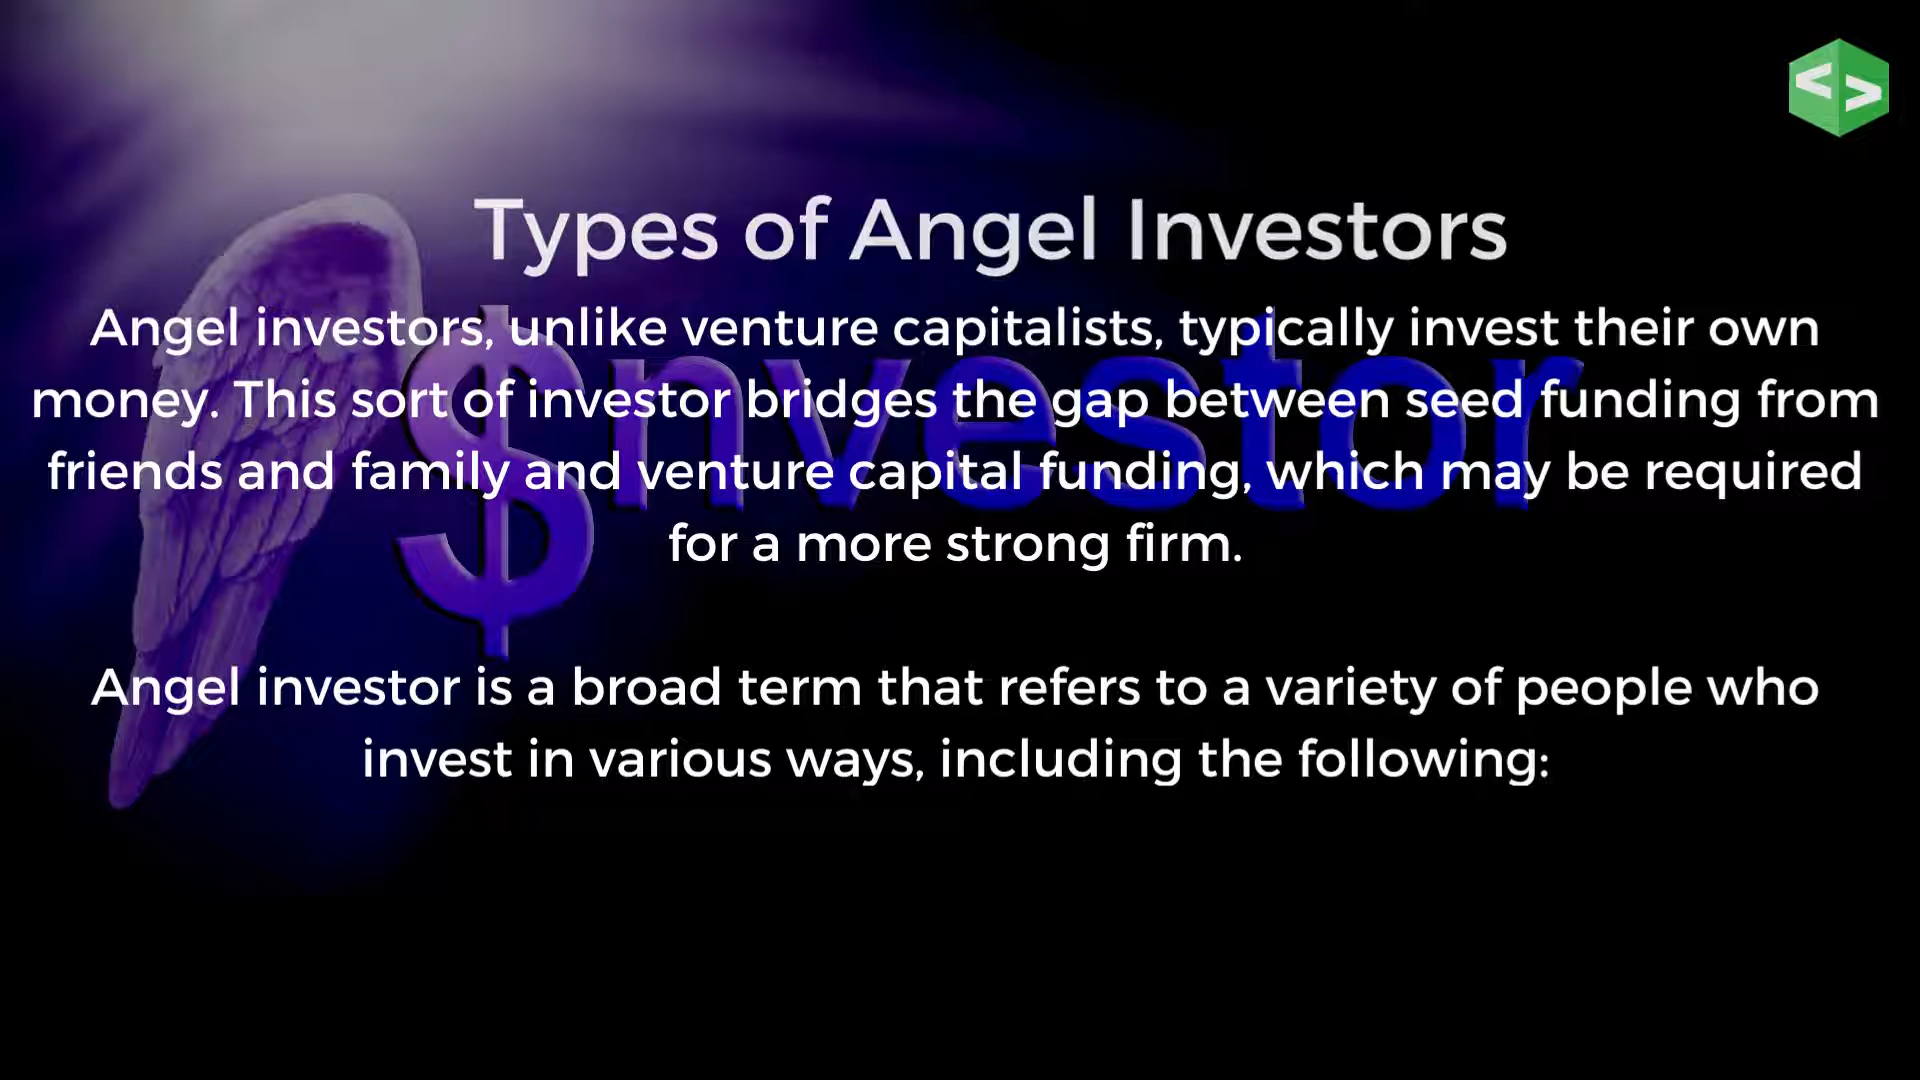 Types of Angel Investors
Angel investors, unlike venture capitalists, typically invest their own
money. This sort of investor bridges the gap between seed funding from
friends and family and venture capital funding, which may be required
for a more strong firm.
Angel investor is a broad term that refers to a variety of people who
invest in various ways, including the following:
$nvestor